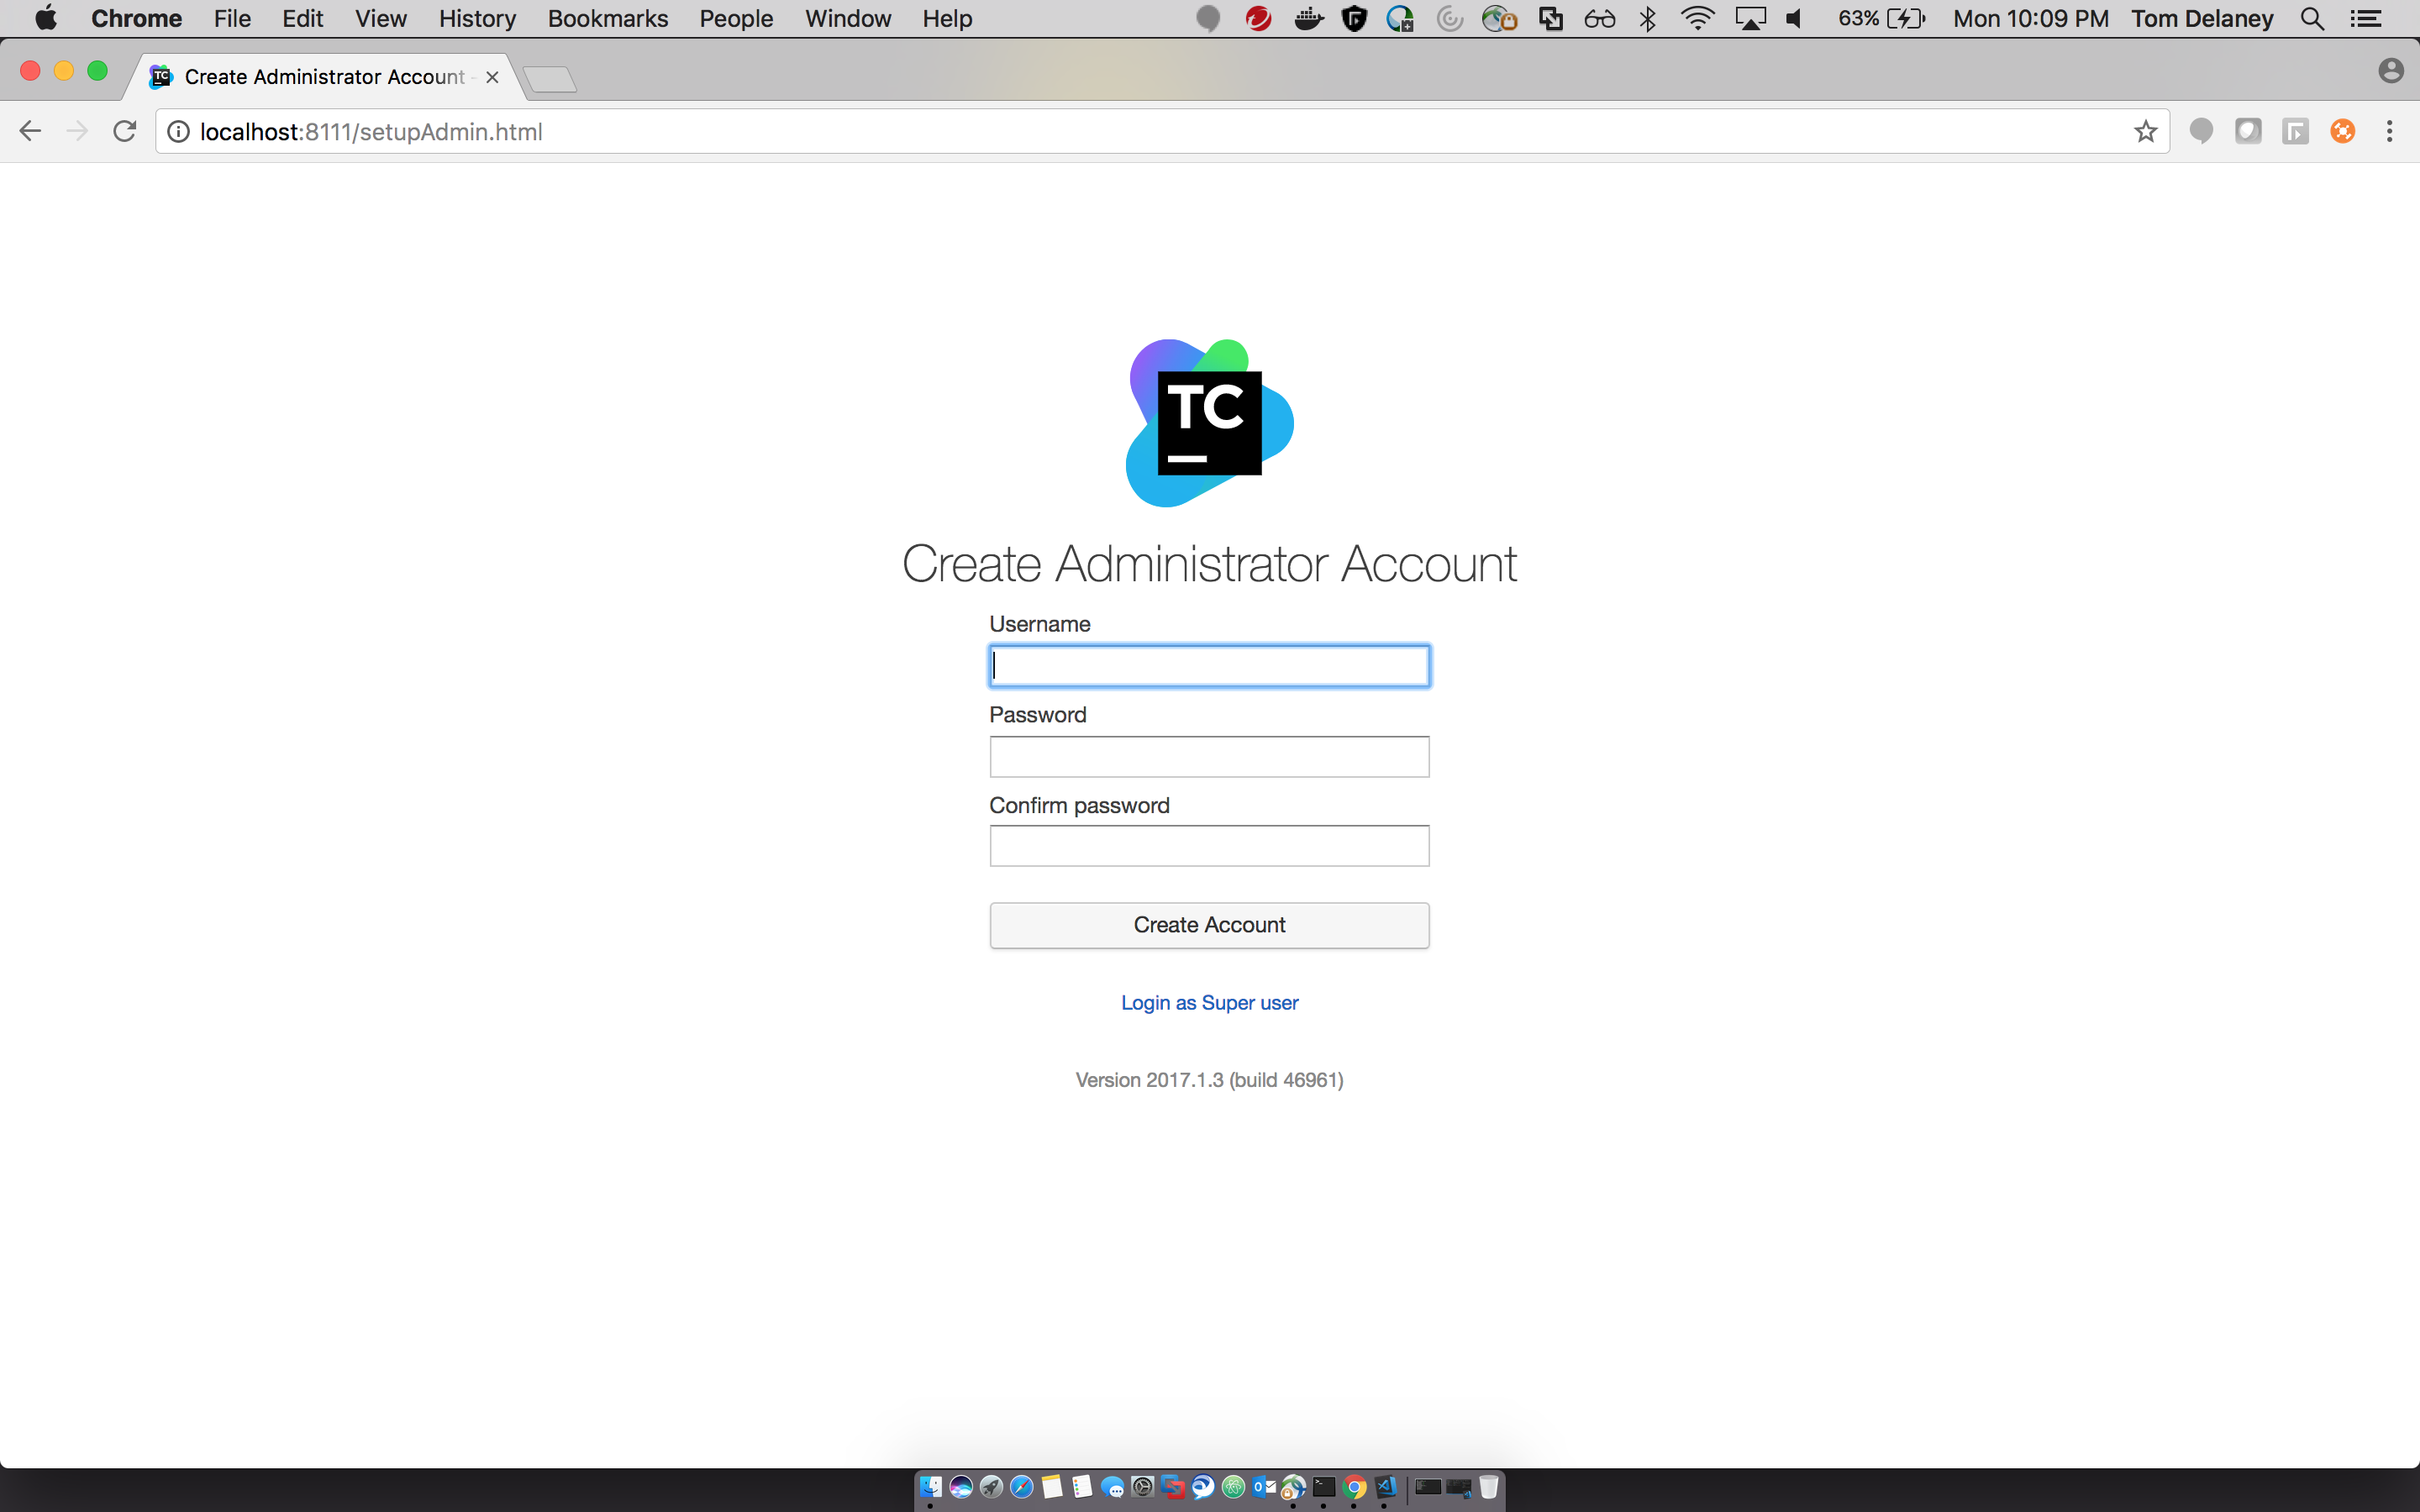 Chrome File Edit View History Bookmarks People Window Help 63% Mon 10:09 PM Tom Delaney
TC Create Administrator Account -
localhost:8111/setupAdmin.html
TC
Create Administrator Account
Username
Password
Confirm password
Create Account
Login as Super user
Version 2017.1.3 (build 46961)